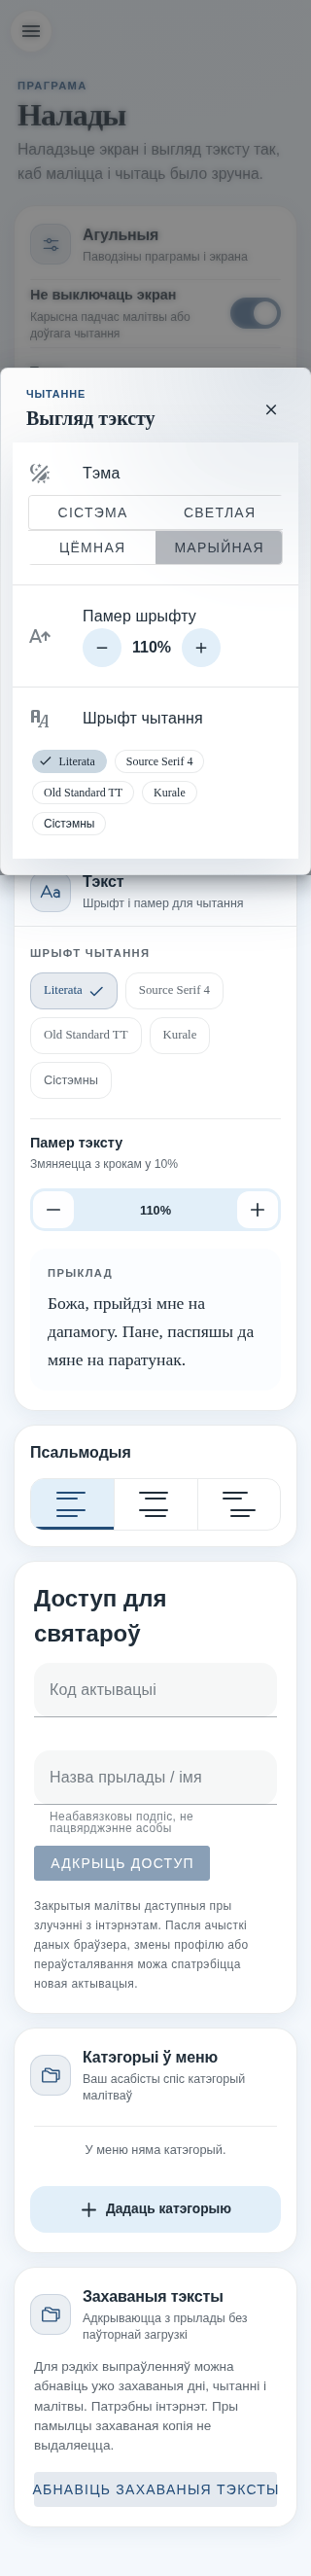 ПРАГРАМА
Налады
Наладзьце экран і выгляд тэксту так,
каб маліцца і чытаць было зручна.
Агульныя
Паводзіны праграмы і экрана
Не выключаць экран
Карысна падчас малітвы або
доўгага чытання
ЧЫТАННЕ
Выгляд тэксту
Тэма
СІСТЭМА СВЕТЛАЯ
ЦЁМНАЯ МАРЫЙНАЯ
Памер шрыфту
− 110% +
Шрыфт чытання
Literata Source Serif 4
Old Standard TT Kurale
Сістэмны
Тэкст
Шрыфт і памер для чытання
ШРЫФТ ЧЫТАННЯ
Literata Source Serif 4
Old Standard TT Kurale
Сістэмны
Памер тэксту
Змяняецца з крокам у 10%
110%
ПРЫКЛАД
Божа, прыйдзі мне на
дапамогу. Пане, паспяшы да
мяне на паратунак.
Псальмодыя
Доступ для
святароў
Код актывацыі
Назва прылады / імя
Неабавязковы подпіс, не
пацвярджэнне асобы
АДКРЫЦЬ ДОСТУП
Закрытыя малітвы даступныя пры
злучэнні з інтэрнэтам. Пасля ачысткі
даных браўзера, змены профілю або
пераўсталявання можа спатрэбіцца
новая актывацыя.
Катэгорыі ў меню
Ваш асабісты спіс катэгорый
малітваў
У меню няма катэгорый.
Дадаць катэгорыю
Захаваныя тэксты
Адкрываюцца з прылады без
паўторнай загрузкі
Для рэдкіх выпраўленняў можна
абнавіць ужо захаваныя дні, чытанні і
малітвы. Патрэбны інтэрнэт. Пры
памылцы захаваная копія не
выдаляецца.
АБНАВІЦЬ ЗАХАВАНЫЯ ТЭКСТЫ